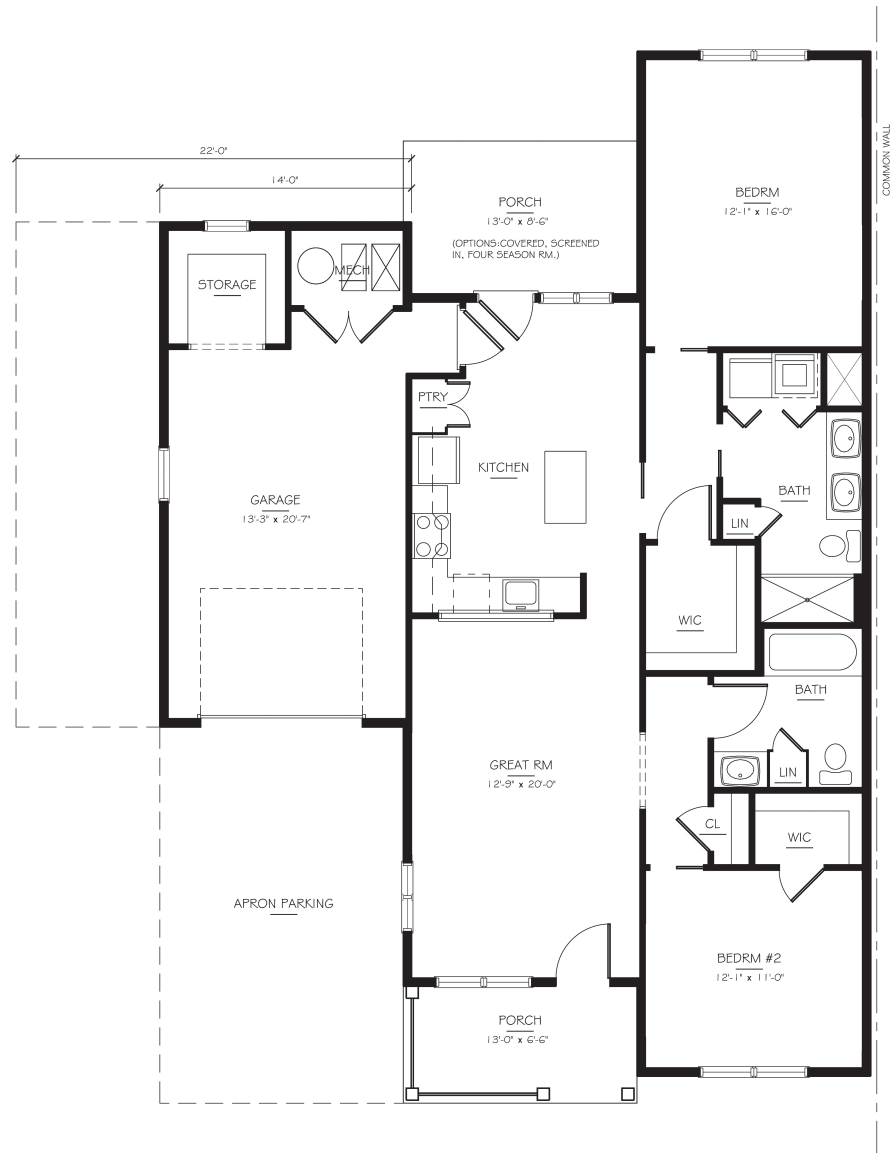 COMMON WALL
22'-0"
14'-0"
PORCH
13'-0" x 8'-6"
(OPTIONS:COVERED, SCREENED
IN, FOUR SEASON RM.)
BEDRM
12'-1" x 16'-0"
STORAGE
MECH
PTRY
KITCHEN
GARAGE
13'-3" x 20'-7"
BATH
LIN
WIC
BATH
LIN
GREAT RM
12'-9" x 20'-0"
CL
WIC
APRON PARKING
BEDRM #2
12'-1" x 11'-0"
PORCH
13'-0" x 6'-6"